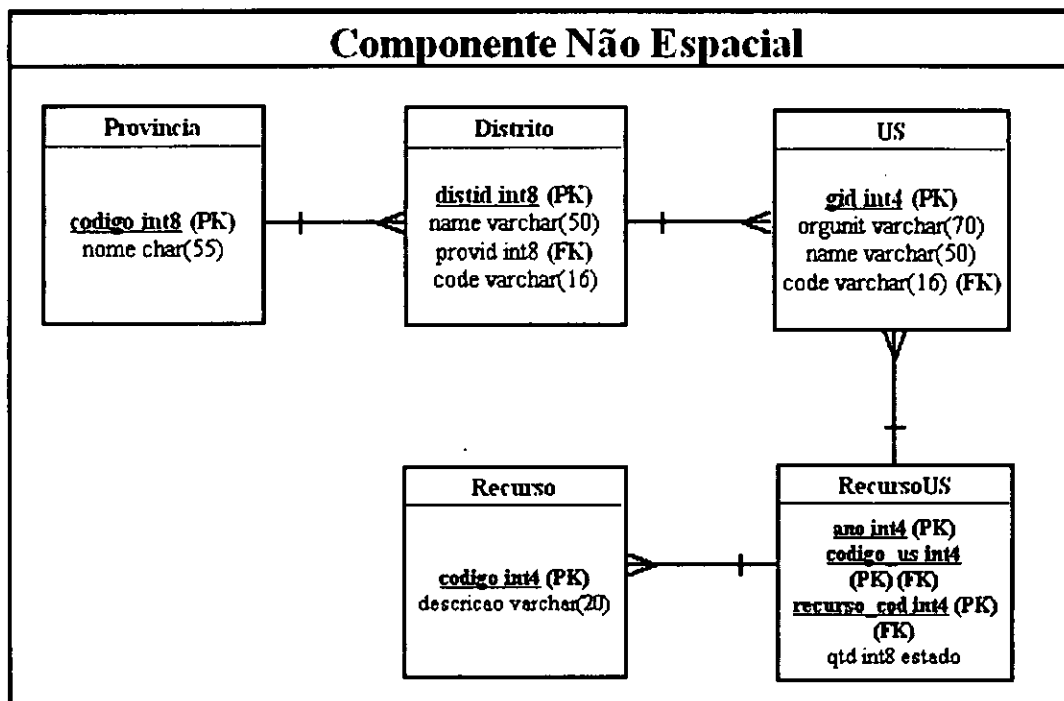 Componente Não Espacial
Provincia
codigo int8 (PK)
nome char(55)
Distrito
distid int8 (PK)
name varchar(50)
provid int8 (FK)
code varchar(16)
US
gid int4 (PK)
orgunit varchar(70)
name varchar(50)
code varchar(16) (FK)
Recurso
codigo int4 (PK)
descricao varchar(20)
RecursoUS
ano int4 (PK)
codigo_us int4
(PK) (FK)
recurso_cod int4 (PK)
(FK)
qtd int8 estado